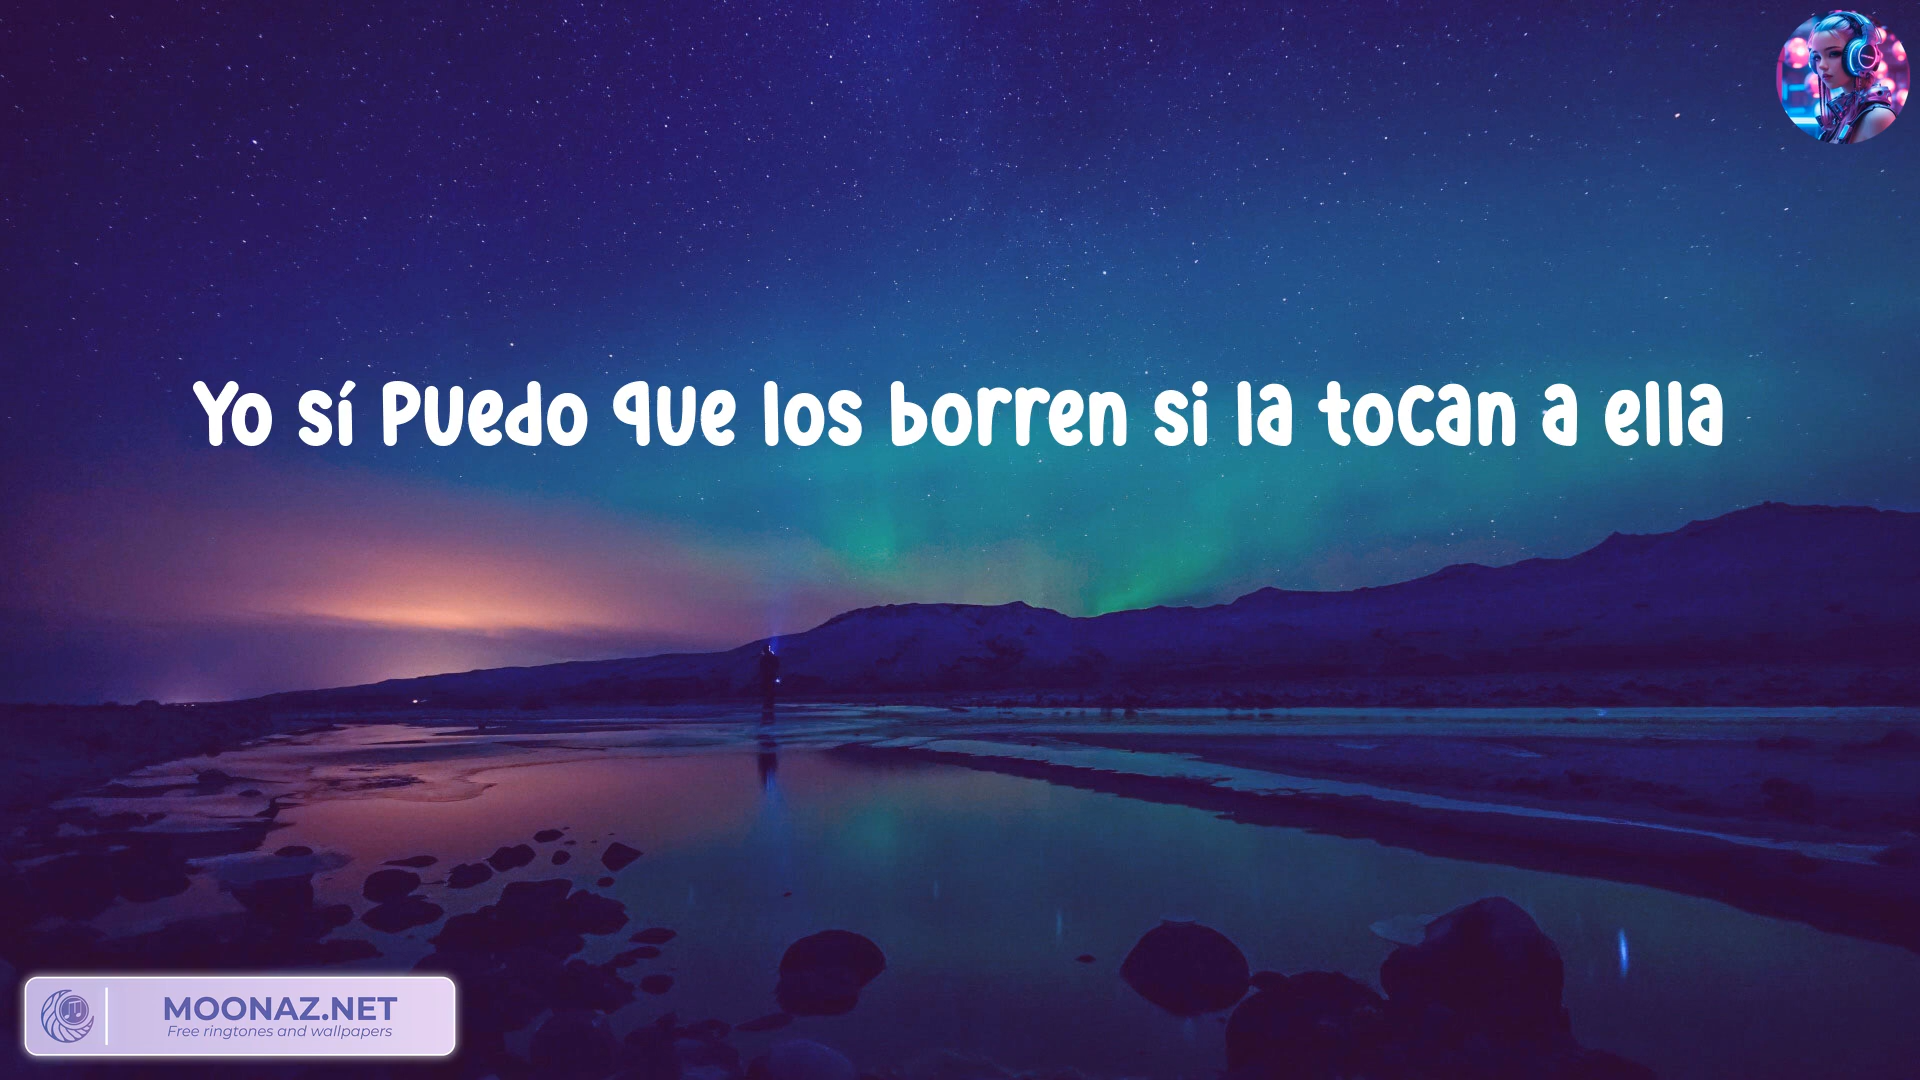 Yo sí puedo que los borren si la tocan a ella
MOONAZ.NET
Free ringtones and wallpapers